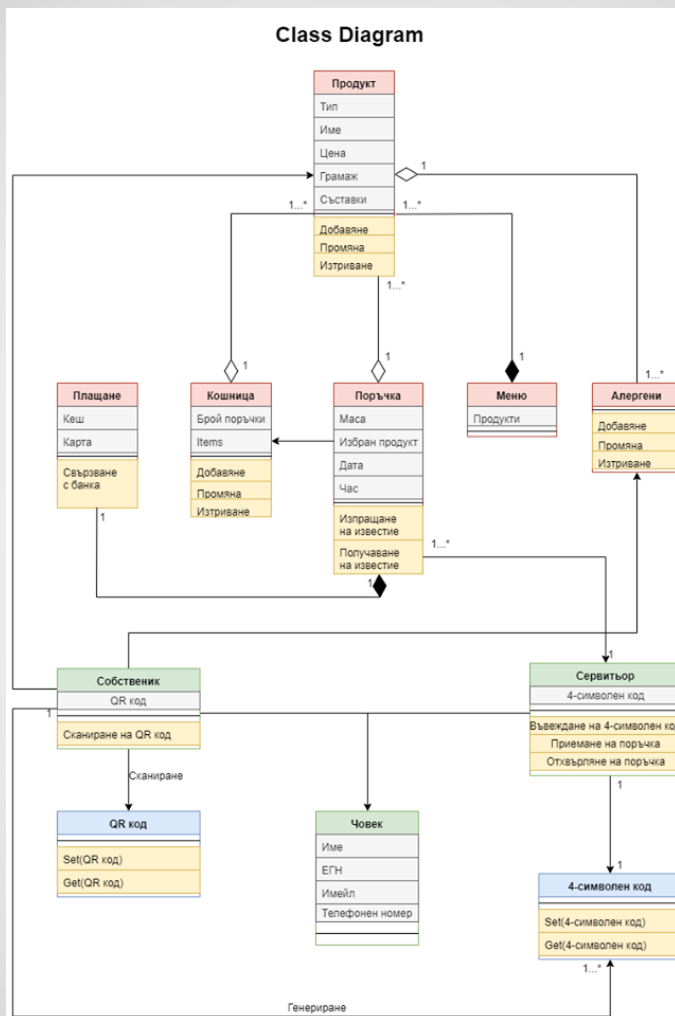 Class Diagram
Продукт
Тип
Име
Цена
Грамаж
Съставки
Добавяне
Промяна
Изтриване
1
1...*
1...*
1...*
1
1
1
1...*
Плащане
Кеш
Карта
Свързване
с банка
1
Кошница
Брой поръчки
Items
Добавяне
Промяна
Изтриване
Поръчка
Маса
Избран продукт
Дата
Час
Изпращане
на известие
Получаване
на известие
1
1...*
Меню
Продукти
Алергени
Добавяне
Промяна
Изтриване
Собственик
QR код
Сканиране на QR код
1
Сканиране
1
Сервитьор
4-символен код
Въвеждане на 4-символен код
Приемане на поръчка
Отхвърляне на поръчка
1
QR код
Set(QR код)
Get(QR код)
Човек
Име
ЕГН
Имейл
Телефонен номер
1
4-символен код
Set(4-символен код)
Get(4-символен код)
1...*
Генериране